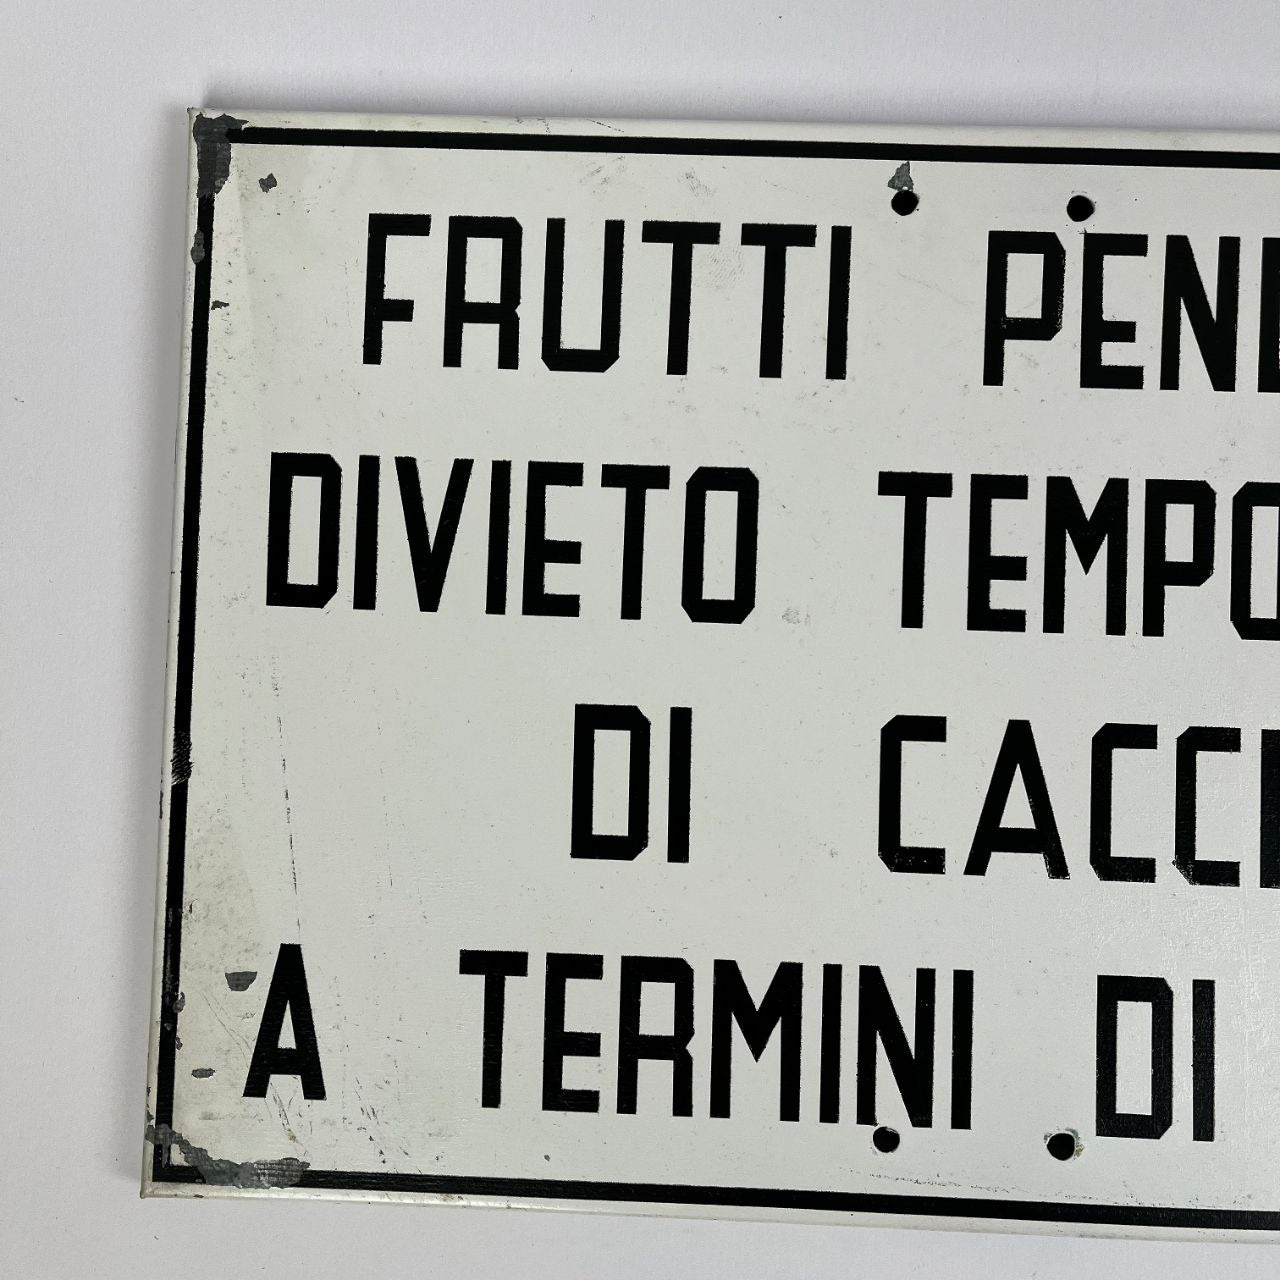 FRUTTI PEN
DIVIETO TEMPO
DI CACC
A TERMINI DI